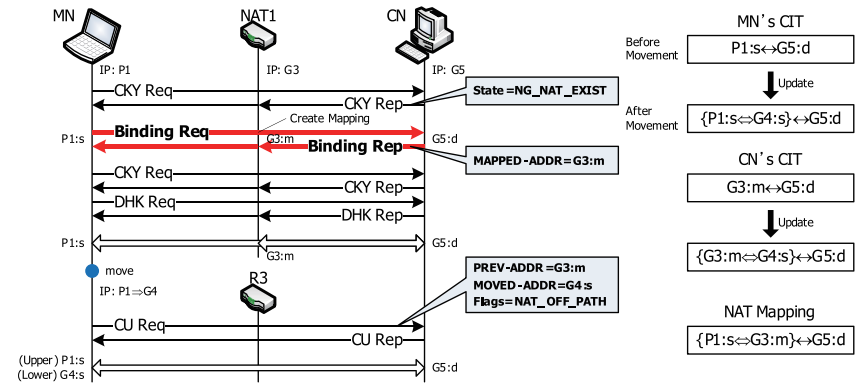 MN
NAT1
CN
IP: P1
IP: G3
IP: G5
CKY Req
CKY Rep
State=NG_NAT_EXIST
Create Mapping
Binding Req
P1:s
G3:m
G5:d
Binding Rep
MAPPED-ADDR=G3:m
CKY Req
CKY Rep
DHK Req
DHK Rep
P1:s
G5:d
G3:m
move
IP: P1⇒G4
R3
PREV-ADDR=G3:m
MOVED-ADDR=G4:s
Flags=NAT_OFF_PATH
CU Req
CU Rep
(Upper) P1:s
(Lower) G4:s
G5:d
MN's CIT
Before
Movement
P1:s↔G5:d
Update
After
Movement
{P1:s⇔G4:s}↔G5:d
CN's CIT
G3:m↔G5:d
Update
{G3:m⇔G4:s}↔G5:d
NAT Mapping
{P1:s⇔G3:m}↔G5:d